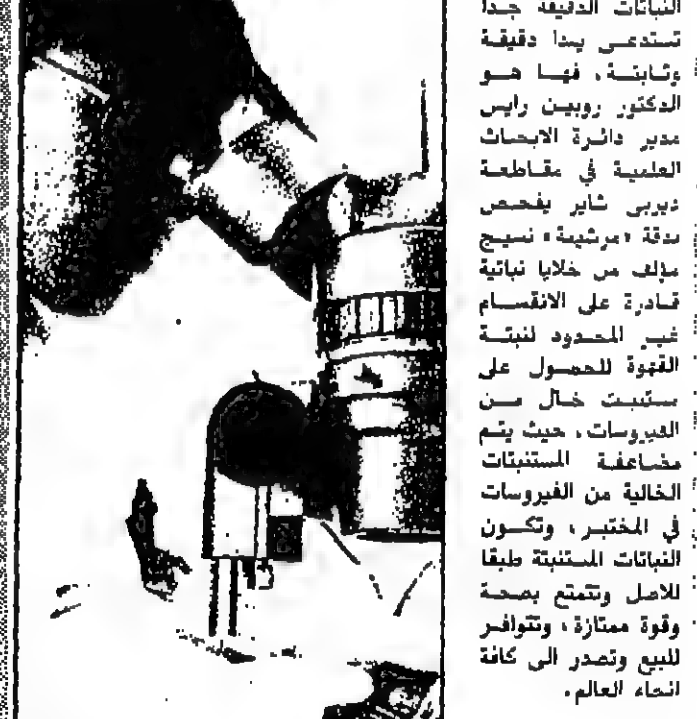 النباتات الدقيقة جدا
تستدعي يدا دقيقة
وثابتة، فها هو
الدكتور روبين رايس
مدير دائرة الابحاث
العلمية في مقاطعة
ديربي شاير يفحص
بدقة «مرشيمة» نسيج
مؤلف من خلايا نباتية
قادرة على الانقسام
غير المحدود لنبتة
القهوة للحصول على
مستنبت خال من
الفيروسات، حيث يتم
مضاعفة المستنبتات
الخالية من الفيروسات
في المختبر، وتكون
النباتات المستنبتة طبقا
للاصل وتتمتع بصحة
وقوة ممتازة، وتتوافر
للبيع وتصدر الى كافة
انحاء العالم.